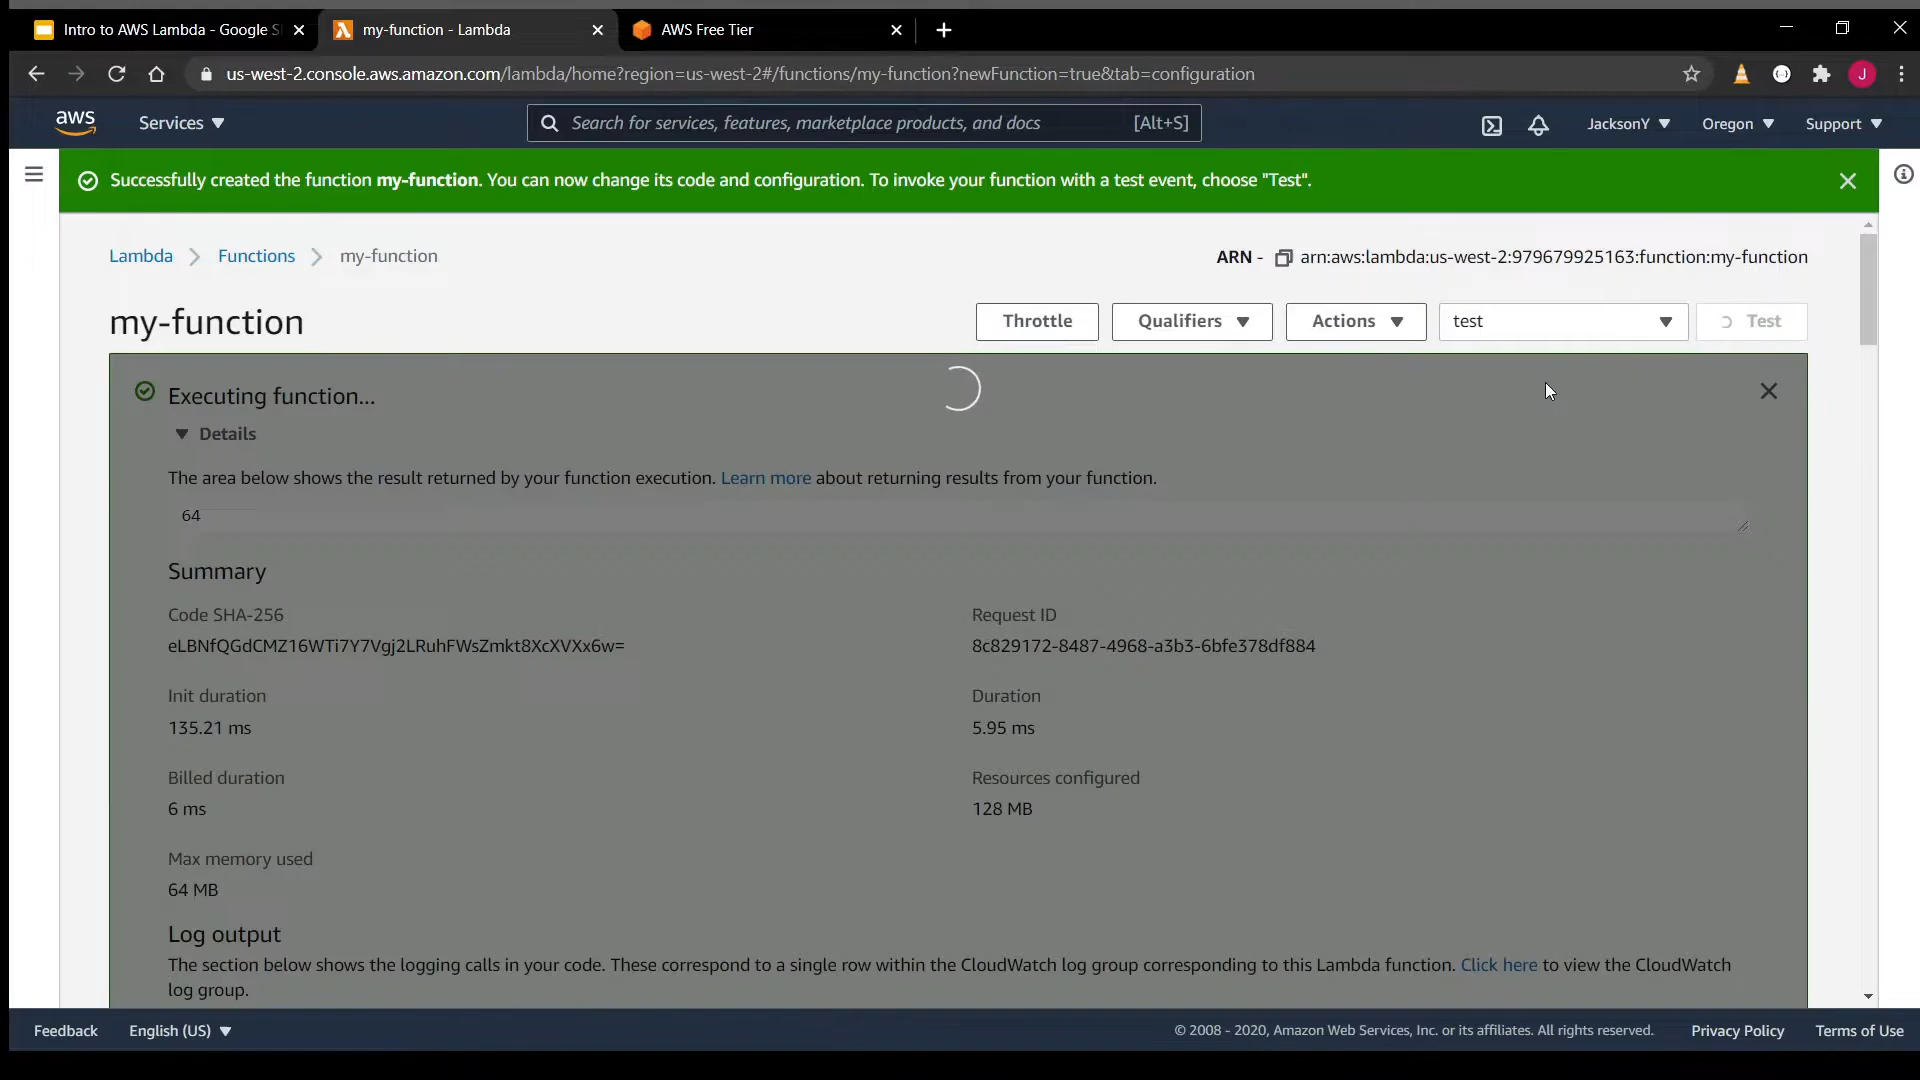 Intro to AWS Lambda - Google S
my-function - Lambda
AWS Free Tier
us-west-2.console.aws.amazon.com/lambda/home?region=us-west-2#/functions/my-function?newFunction=true&tab=configuration
J
aws
Services
Search for services, features, marketplace products, and docs
[Alt+S]
JacksonY
Oregon
Support
Successfully created the function my-function. You can now change its code and configuration. To invoke your function with a test event, choose "Test".
Lambda
Functions
my-function
ARN - arn:aws:lambda:us-west-2:979679925163:function:my-function
my-function
Throttle
Qualifiers
Actions
test
Test
Executing function...
Details
The area below shows the result returned by your function execution. Learn more about returning results from your function.
64
Summary
Code SHA-256
eLBNfQGdCMZ16WTi7Y7Vgj2LRuhFWsZmkt8XcXVXx6w=
Request ID
8c829172-8487-4968-a3b3-6bfe378df884
Init duration
135.21 ms
Duration
5.95 ms
Billed duration
6 ms
Resources configured
128 MB
Max memory used
64 MB
Log output
The section below shows the logging calls in your code. These correspond to a single row within the CloudWatch log group corresponding to this Lambda function. Click here to view the CloudWatch
log group.
Feedback
English (US)
© 2008 - 2020, Amazon Web Services, Inc. or its affiliates. All rights reserved.
Privacy Policy
Terms of Use